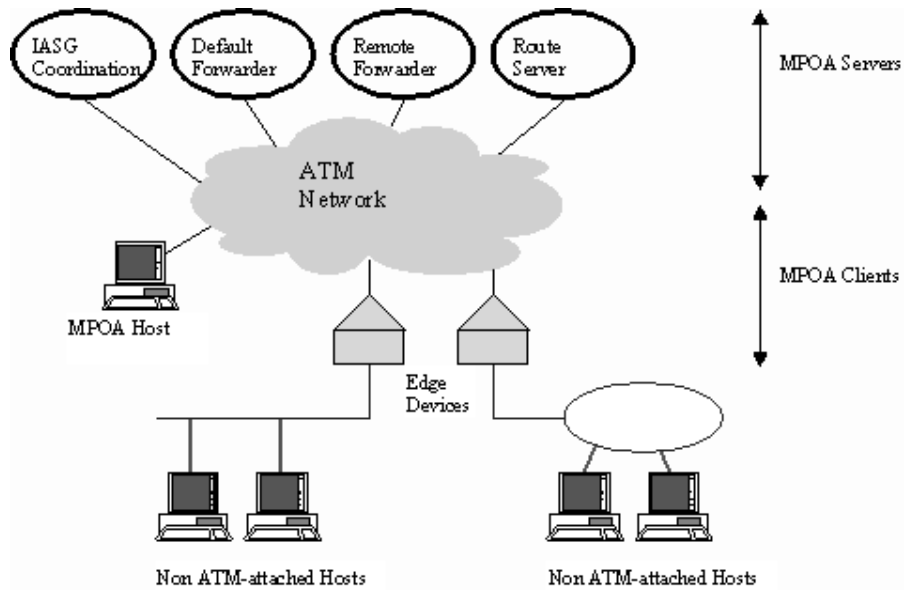 IASG
Coordination
Default
Forwarder
Remote
Forwarder
Route
Server
MPOA Servers
ATM
Network
MPOA Clients
MPOA Host
Edge
Devices
Non ATM-attached Hosts
Non ATM-attached Hosts